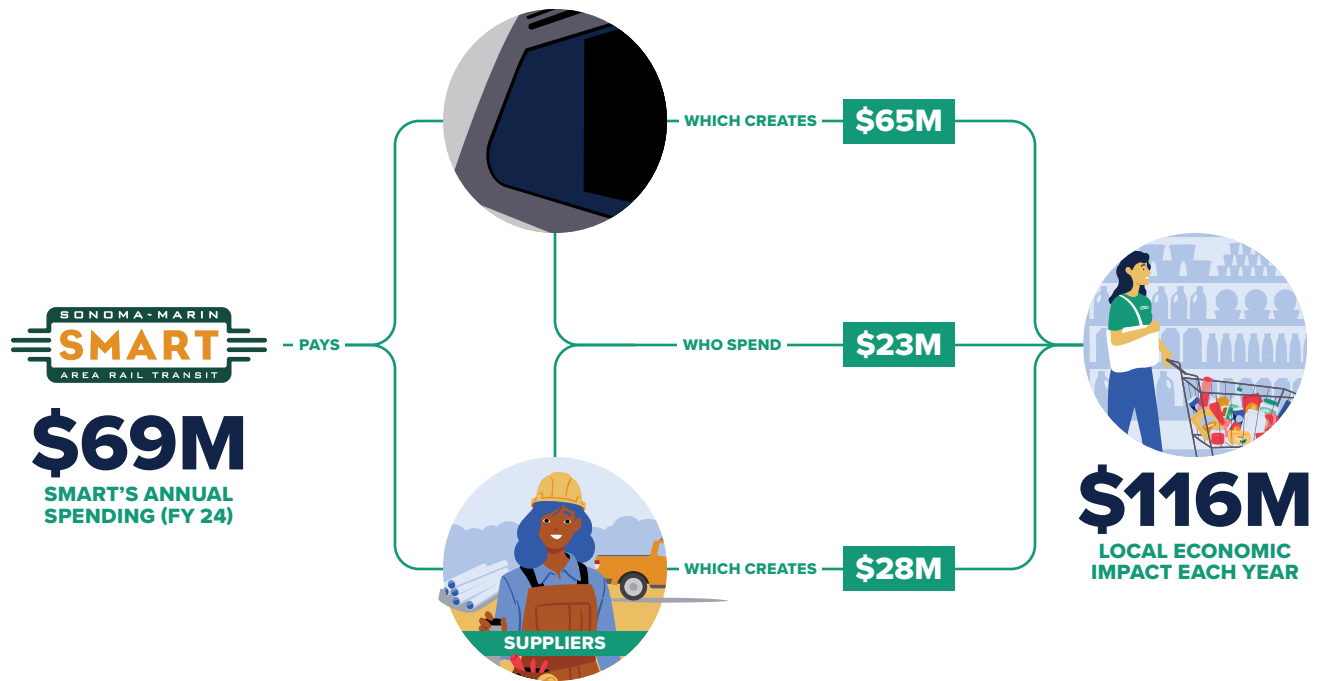 SONOMA~MARIN
SMART
AREA RAIL TRANSIT
$69M
SMART'S ANNUAL
SPENDING (FY 24)
PAYS
WHICH CREATES
$65M
WHO SPEND
$23M
WHICH CREATES
$28M
SUPPLIERS
$116M
LOCAL ECONOMIC
IMPACT EACH YEAR